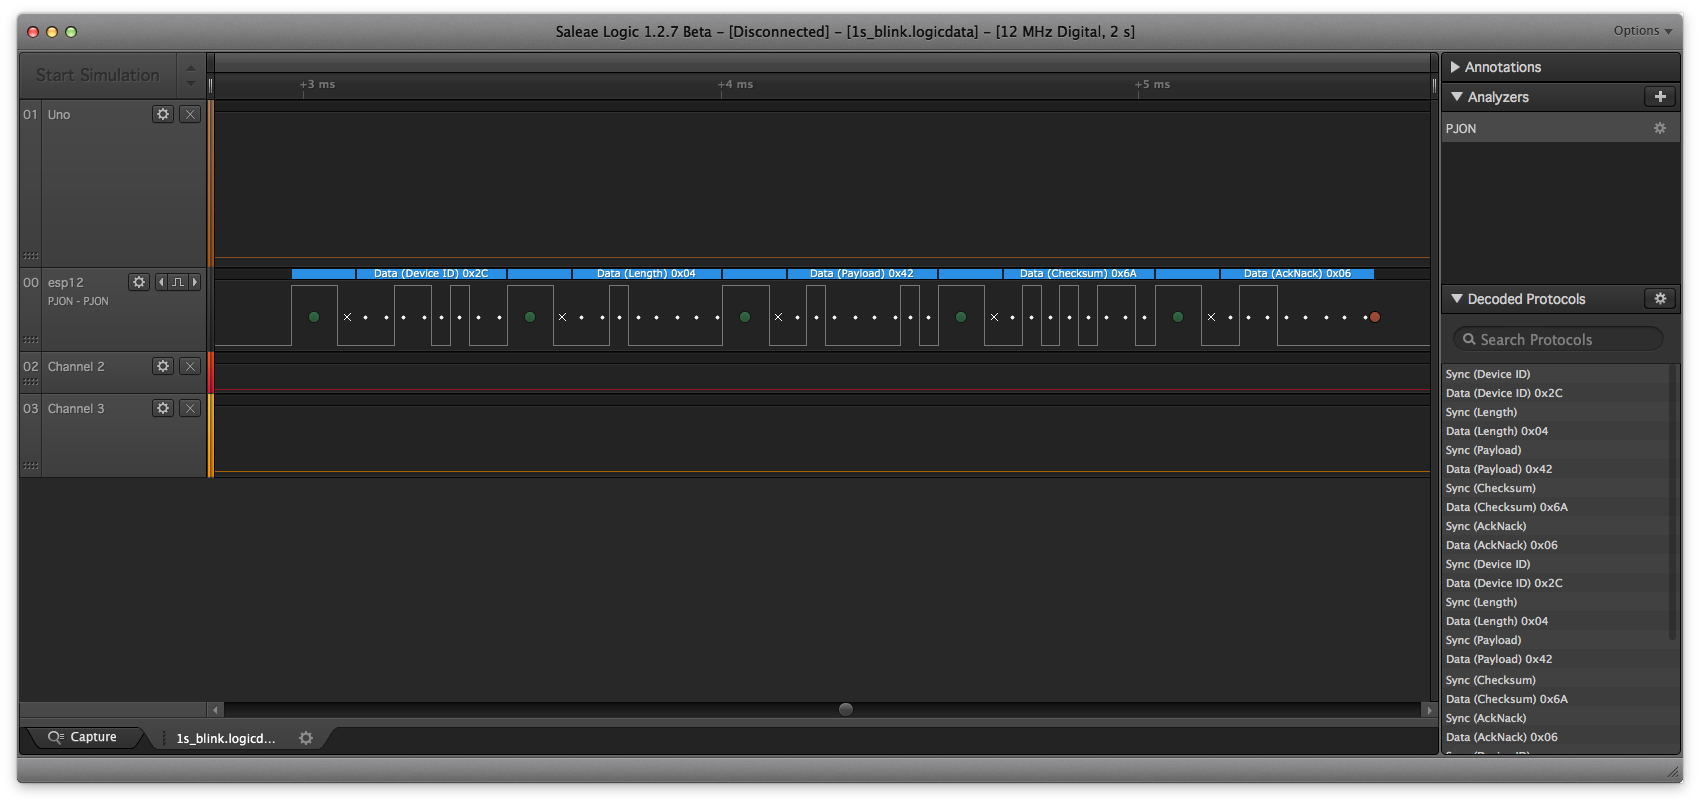 Saleae Logic 1.2.7 Beta – [Disconnected] – [1s_blink.logicdata] – [12 MHz Digital, 2 s]
Options
Start Simulation
+3 ms
+4 ms
+5 ms
01 Uno
00 esp12
PJON - PJON
Data (Device ID) 0x2C
Data (Length) 0x04
Data (Payload) 0x42
Data (Checksum) 0x6A
Data (AckNack) 0x06
02 Channel 2
03 Channel 3
Capture
1s_blink.logicd...
Annotations
Analyzers
PJON
Decoded Protocols
Search Protocols
Sync (Device ID)
Data (Device ID) 0x2C
Sync (Length)
Data (Length) 0x04
Sync (Payload)
Data (Payload) 0x42
Sync (Checksum)
Data (Checksum) 0x6A
Sync (AckNack)
Data (AckNack) 0x06
Sync (Device ID)
Data (Device ID) 0x2C
Sync (Length)
Data (Length) 0x04
Sync (Payload)
Data (Payload) 0x42
Sync (Checksum)
Data (Checksum) 0x6A
Sync (AckNack)
Data (AckNack) 0x06